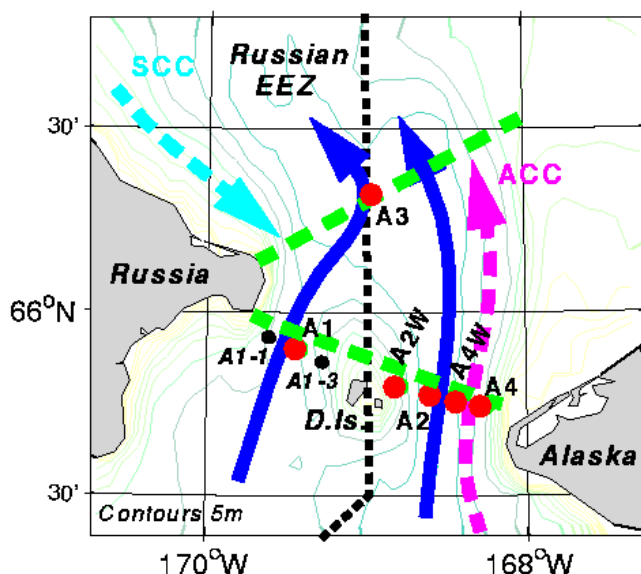 Russian
EEZ
SCC
30'
ACC
A3
Russia
66°N
A1
A2W
A4W
A1-1
A1-3
A4
D.Is.
A2
Alaska
30'
Contours 5m
170°W
168°W